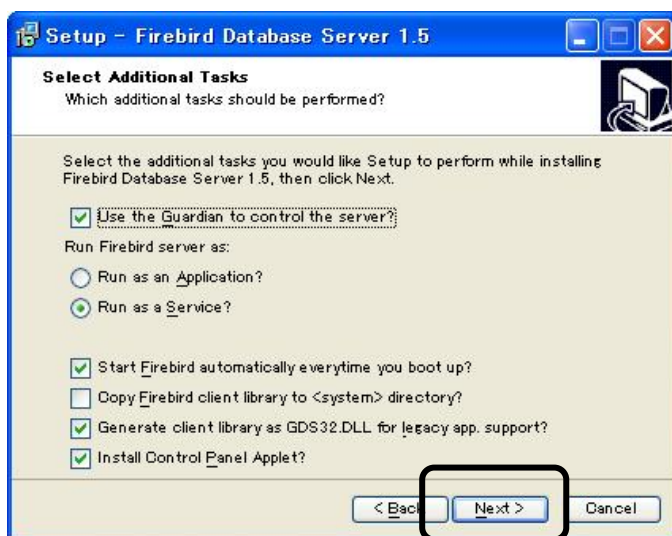 Setup - Firebird Database Server 1.5
Select Additional Tasks
Which additional tasks should be performed?
Select the additional tasks you would like Setup to perform while installing
Firebird Database Server 1.5, then click Next.
Use the Guardian to control the server?
Run Firebird server as:
Run as an Application?
Run as a Service?
Start Firebird automatically everytime you boot up?
Copy Firebird client library to <system> directory?
Generate client library as GDS32.DLL for legacy app. support?
Install Control Panel Applet?
< Back Next > Cancel